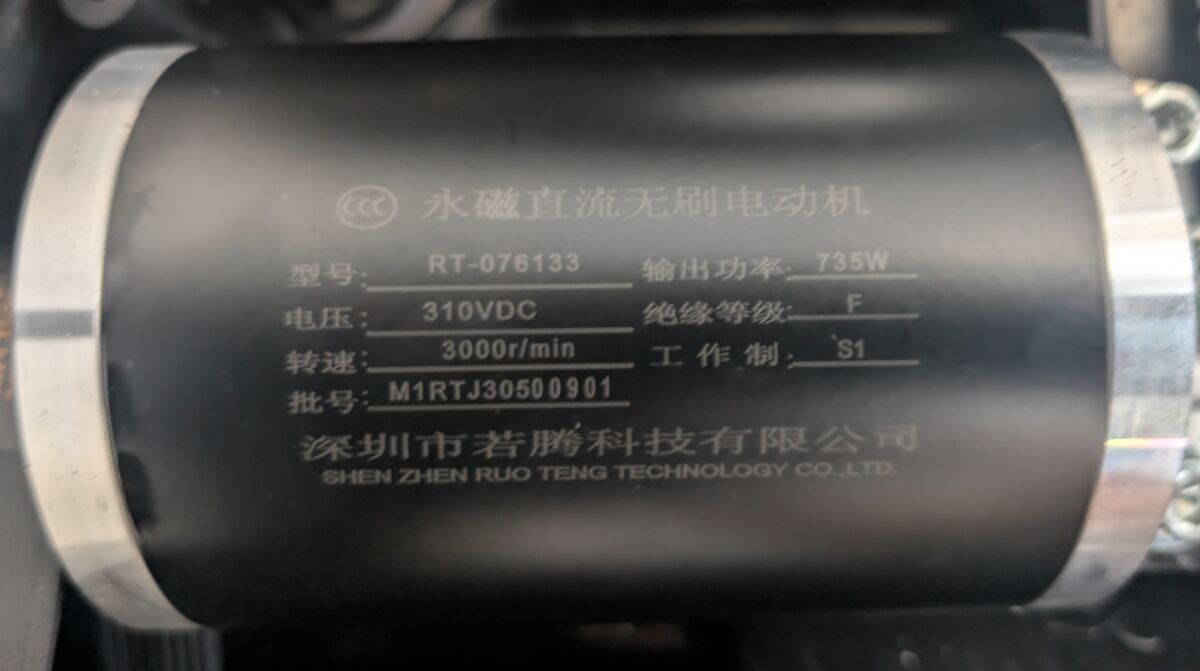 CCC 永磁直流无刷电动机
型号: RT-076133 输出功率: 735W
电压: 310VDC 绝缘等级: F
转速: 3000r/min 工作制: S1
批号: M1RTJ30500901
深圳市若腾科技有限公司
SHEN ZHEN RUO TENG TECHNOLOGY CO.,LTD.